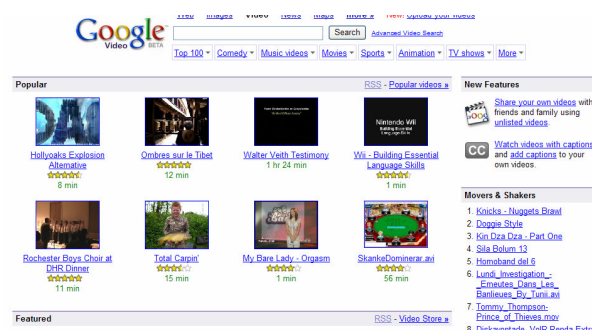 Web Images Video News Maps more » New! Upload your videos
Google
Video BETA
Search Advanced Video Search
Top 100 Comedy Music videos Movies Sports Animation TV shows More
Popular RSS - Popular videos »
Nintendo Wii
Building Essential
Language Skills
Hollyoaks Explosion
Alternative
8 min
Ombres sur le Tibet
12 min
Walter Veith Testimony
1 hr 24 min
Wii - Building Essential
Language Skills
1 min
Rochester Boys Choir at
DHR Dinner
11 min
Total Carpin'
15 min
My Bare Lady - Orgasm
1 min
SkankeDominerar.avi
56 min
Featured RSS - Video Store »
New Features
Share your own videos with
friends and family using
unlisted videos.
CC
Watch videos with captions
and add captions to your
own videos.
Movers & Shakers
1. Knicks - Nuggets Brawl
2. Doggie Style
3. Kin Dza Dza - Part One
4. Sila Bolum 13
5. Homoband del 6
6. Lundi_Investigation_-
_Emeutes_Dans_Les_
Banlieues_By_Tunii.avi
7. Tommy_Thompson-
Prince_of_Thieves.mov